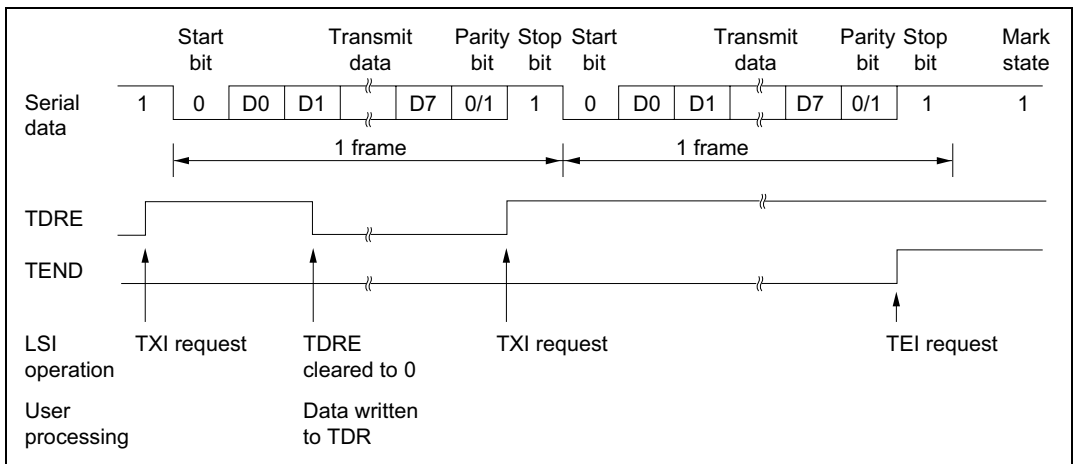 Start bit Transmit data Parity bit Stop bit Start bit Transmit data Parity bit Stop bit Mark state
Serial data 1 0 D0 D1 D7 0/1 1 0 D0 D1 D7 0/1 1 1
1 frame 1 frame
TDRE
TEND
LSI operation TXI request TDRE cleared to 0 TXI request TEI request
User processing Data written to TDR